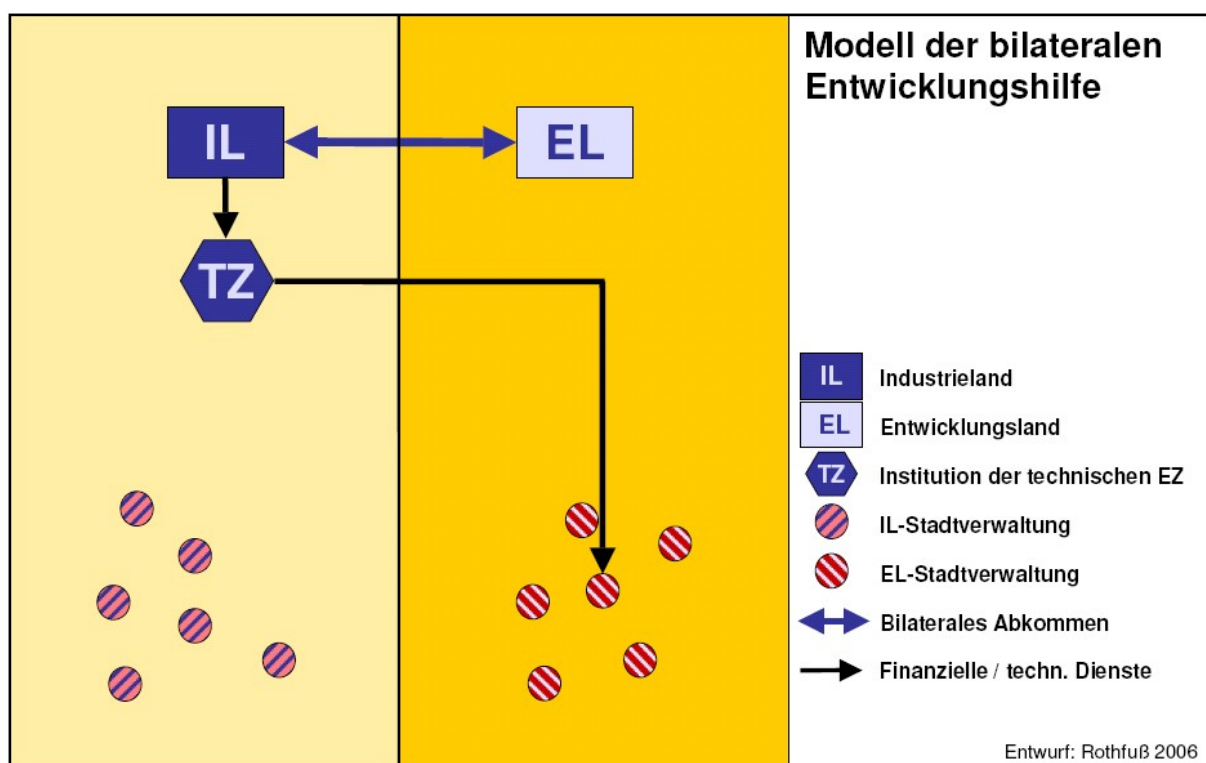 Modell der bilateralen
Entwicklungshilfe
IL
EL
TZ
IL Industrieland
EL Entwicklungsland
TZ Institution der technischen EZ
IL-Stadtverwaltung
EL-Stadtverwaltung
Bilaterales Abkommen
Finanzielle / techn. Dienste
Entwurf: Rothfuß 2006